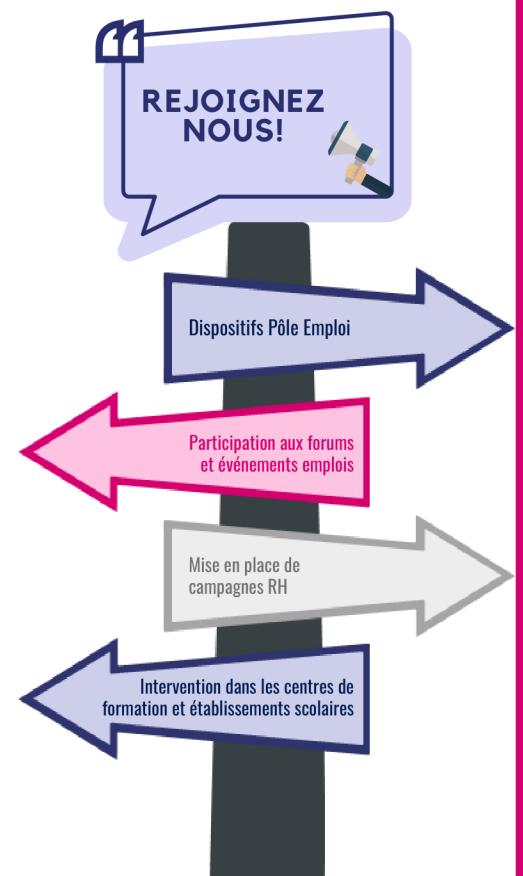 REJOIGNEZ
NOUS!
Dispositifs Pôle Emploi
Participation aux forums
et événements emplois
Mise en place de
campagnes RH
Intervention dans les centres de
formation et établissements scolaires